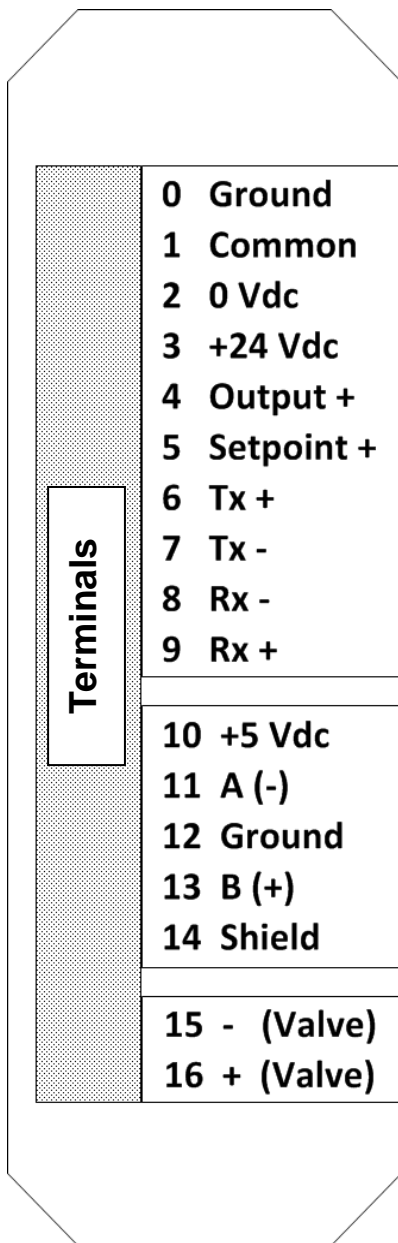 Terminals
0 Ground
1 Common
2 0 Vdc
3 +24 Vdc
4 Output +
5 Setpoint +
6 Tx +
7 Tx -
8 Rx -
9 Rx +
10 +5 Vdc
11 A (-)
12 Ground
13 B (+)
14 Shield
15 - (Valve)
16 + (Valve)